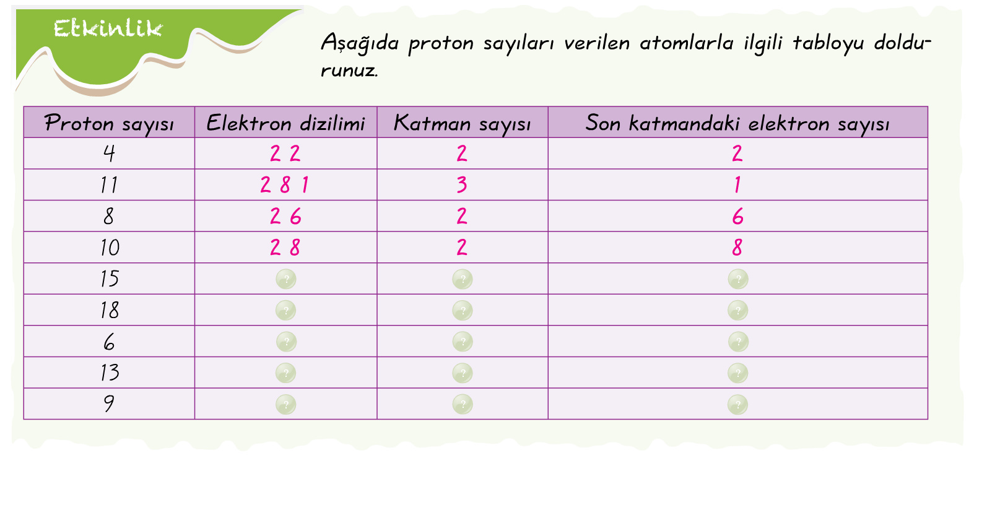 Etkinlik
Aşağıda proton sayıları verilen atomlarla ilgili tabloyu doldu-
runuz.
Proton sayısı Elektron dizilimi Katman sayısı Son katmandaki elektron sayısı
4 2 2 2 2
11 2 8 1 3 1
8 2 6 2 6
10 2 8 2 8
15 ? ? ?
18 ? ? ?
6 ? ? ?
13 ? ? ?
9 ? ? ?